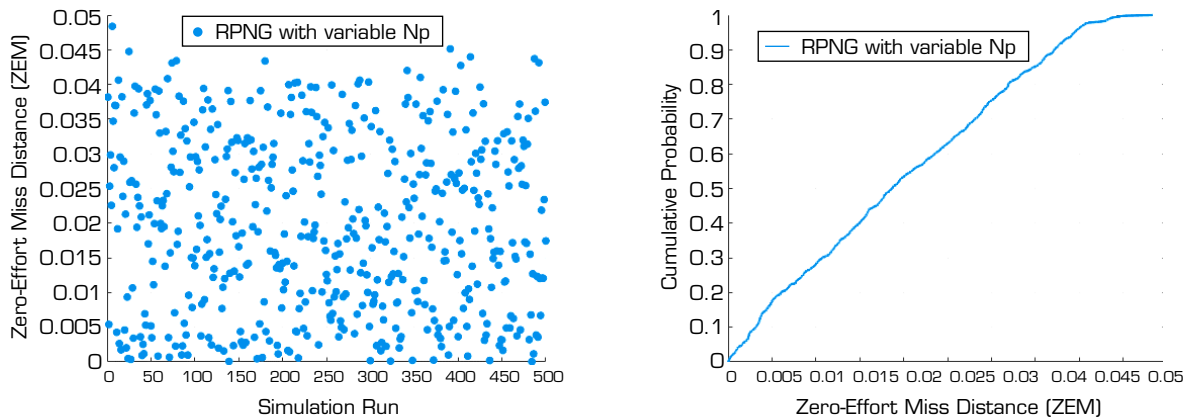 0.05
0.045
0.04
0.035
0.03
0.025
0.02
0.015
0.01
0.005
0
Zero-Effort Miss Distance (ZEM)
RPNG with variable Np
0 50 100 150 200 250 300 350 400 450 500
Simulation Run
1
0.9
0.8
0.7
0.6
0.5
0.4
0.3
0.2
0.1
0
Cumulative Probability
RPNG with variable Np
0 0.005 0.01 0.015 0.02 0.025 0.03 0.035 0.04 0.045 0.05
Zero-Effort Miss Distance (ZEM)